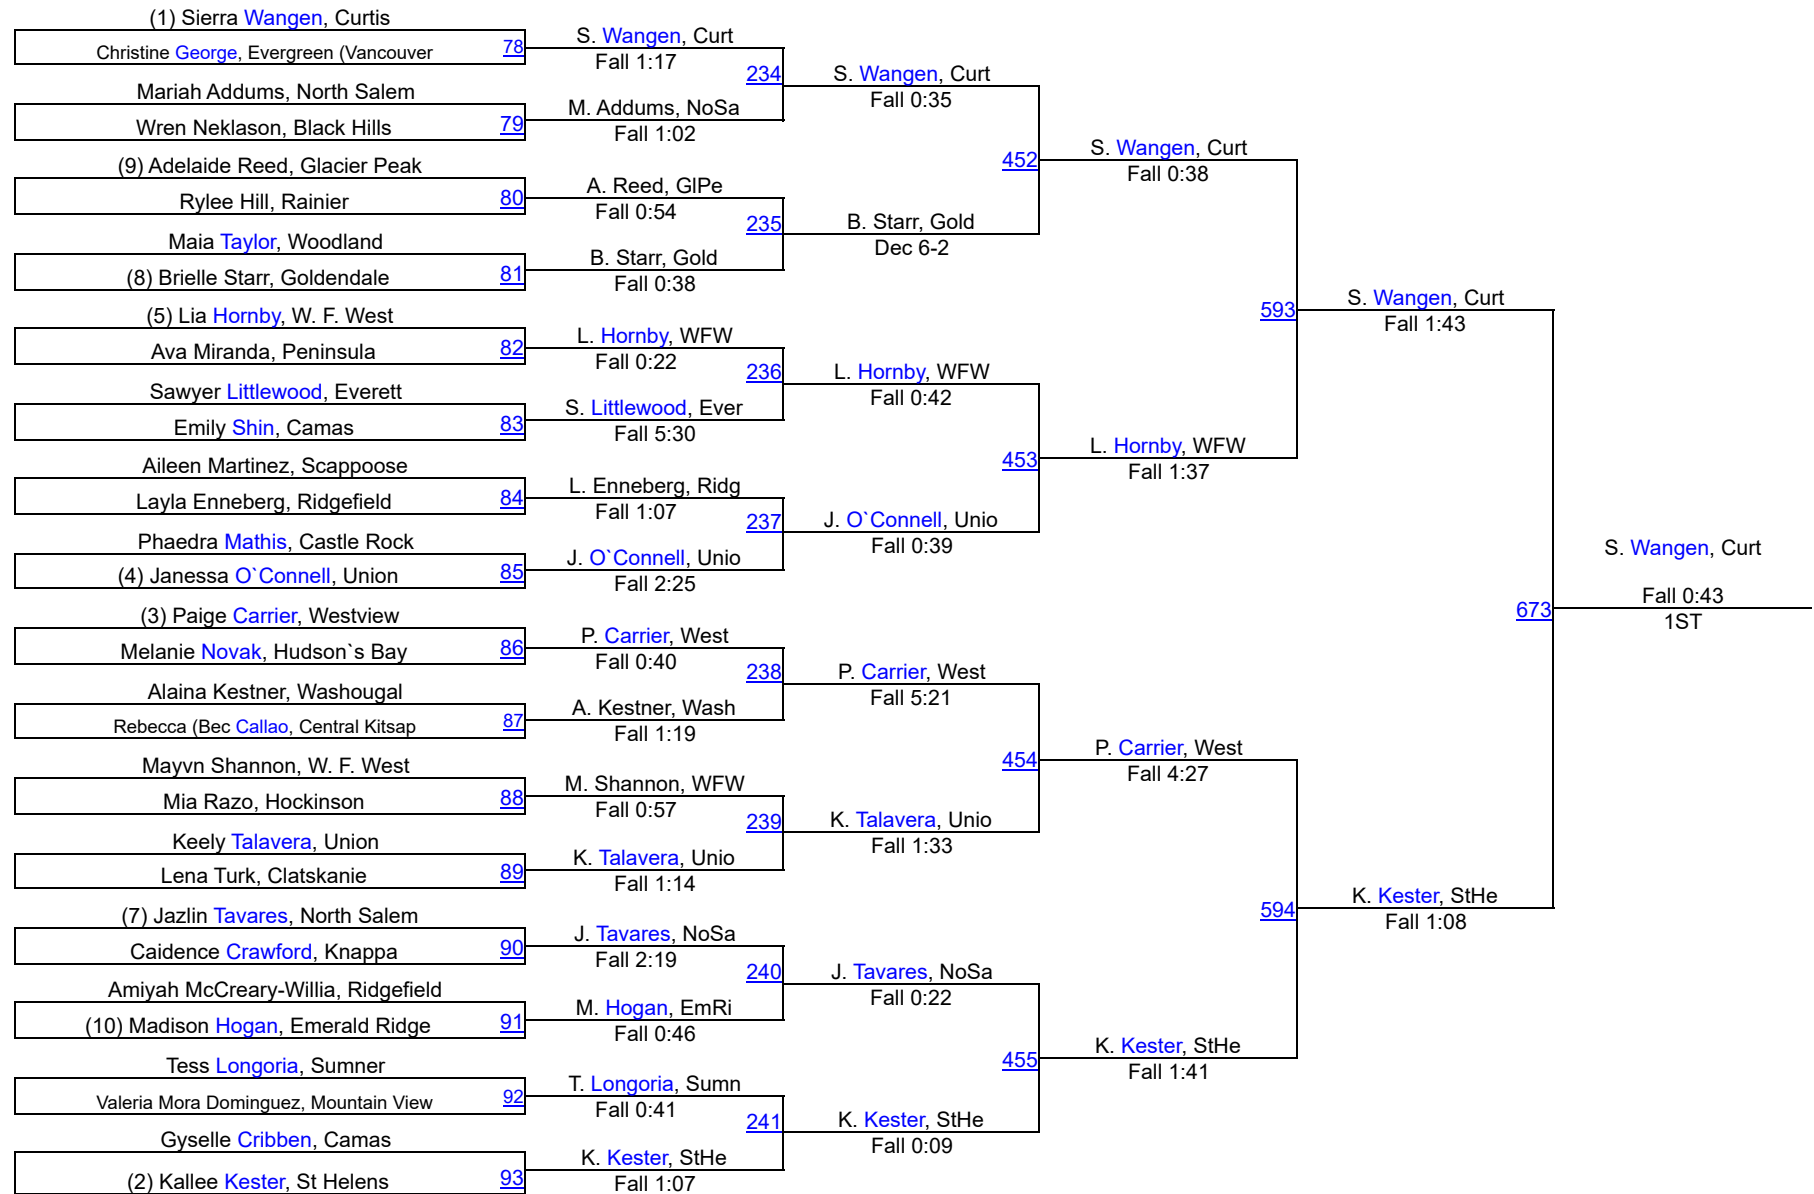 (1) Sierra Wangen, Curtis
Christine George, Evergreen (Vancouver
78
Mariah Addums, North Salem
Wren Neklason, Black Hills
79
(9) Adelaide Reed, Glacier Peak
Rylee Hill, Rainier
80
Maia Taylor, Woodland
(8) Brielle Starr, Goldendale
81
(5) Lia Hornby, W. F. West
Ava Miranda, Peninsula
82
Sawyer Littlewood, Everett
Emily Shin, Camas
83
Aileen Martinez, Scappoose
Layla Enneberg, Ridgefield
84
Phaedra Mathis, Castle Rock
(4) Janessa O`Connell, Union
85
(3) Paige Carrier, Westview
Melanie Novak, Hudson`s Bay
86
Alaina Kestner, Washougal
Rebecca (Bec Callao, Central Kitsap
87
Mayvn Shannon, W. F. West
Mia Razo, Hockinson
88
Keely Talavera, Union
Lena Turk, Clatskanie
89
(7) Jazlin Tavares, North Salem
Caidence Crawford, Knappa
90
Amiyah McCreary-Willia, Ridgefield
(10) Madison Hogan, Emerald Ridge
91
Tess Longoria, Sumner
Valeria Mora Dominguez, Mountain View
92
Gyselle Cribben, Camas
(2) Kallee Kester, St Helens
93
S. Wangen, Curt
Fall 1:17
234
M. Addums, NoSa
Fall 1:02
A. Reed, GlPe
Fall 0:54
235
B. Starr, Gold
Fall 0:38
L. Hornby, WFW
Fall 0:22
236
S. Littlewood, Ever
Fall 5:30
L. Enneberg, Ridg
Fall 1:07
237
J. O`Connell, Unio
Fall 2:25
P. Carrier, West
Fall 0:40
238
A. Kestner, Wash
Fall 1:19
M. Shannon, WFW
Fall 0:57
239
K. Talavera, Unio
Fall 1:14
J. Tavares, NoSa
Fall 2:19
240
M. Hogan, EmRi
Fall 0:46
T. Longoria, Sumn
Fall 0:41
241
K. Kester, StHe
Fall 1:07
S. Wangen, Curt
Fall 0:35
452
B. Starr, Gold
Dec 6-2
L. Hornby, WFW
Fall 0:42
453
J. O`Connell, Unio
Fall 0:39
P. Carrier, West
Fall 5:21
454
K. Talavera, Unio
Fall 1:33
J. Tavares, NoSa
Fall 0:22
455
K. Kester, StHe
Fall 0:09
S. Wangen, Curt
Fall 0:38
593
L. Hornby, WFW
Fall 1:37
P. Carrier, West
Fall 4:27
594
K. Kester, StHe
Fall 1:41
S. Wangen, Curt
Fall 1:43
673
K. Kester, StHe
Fall 1:08
S. Wangen, Curt
Fall 0:43
1ST